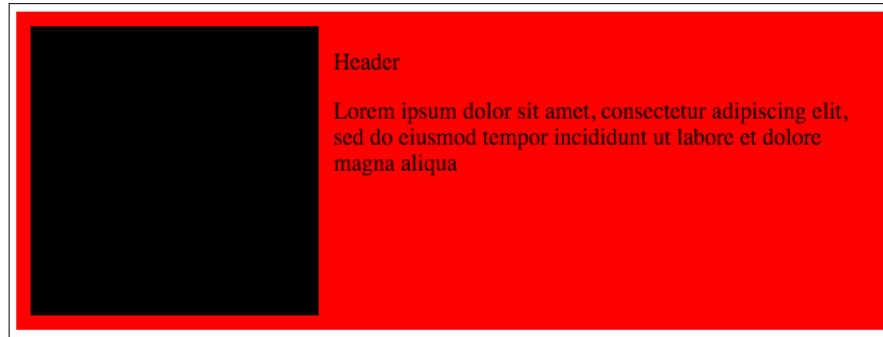 Header
Lorem ipsum dolor sit amet, consectetur adipiscing elit,
sed do eiusmod tempor incididunt ut labore et dolore
magna aliqua